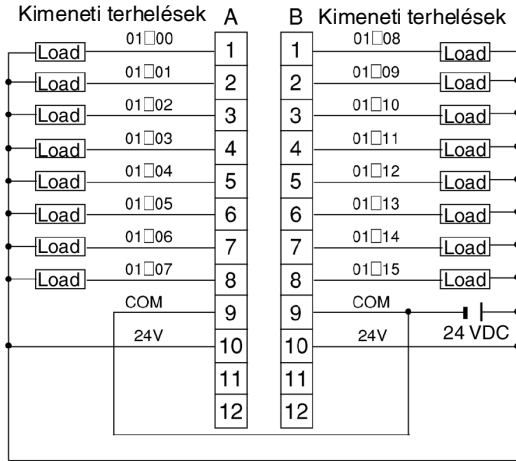 Kimeneti terhelések A B Kimeneti terhelések
Load 01□00 1 1 01□08 Load
Load 01□01 2 2 01□09 Load
Load 01□02 3 3 01□10 Load
Load 01□03 4 4 01□11 Load
Load 01□04 5 5 01□12 Load
Load 01□05 6 6 01□13 Load
Load 01□06 7 7 01□14 Load
Load 01□07 8 8 01□15 Load
COM 9 9 COM
24V 10 10 24V 24 VDC
11 11
12 12